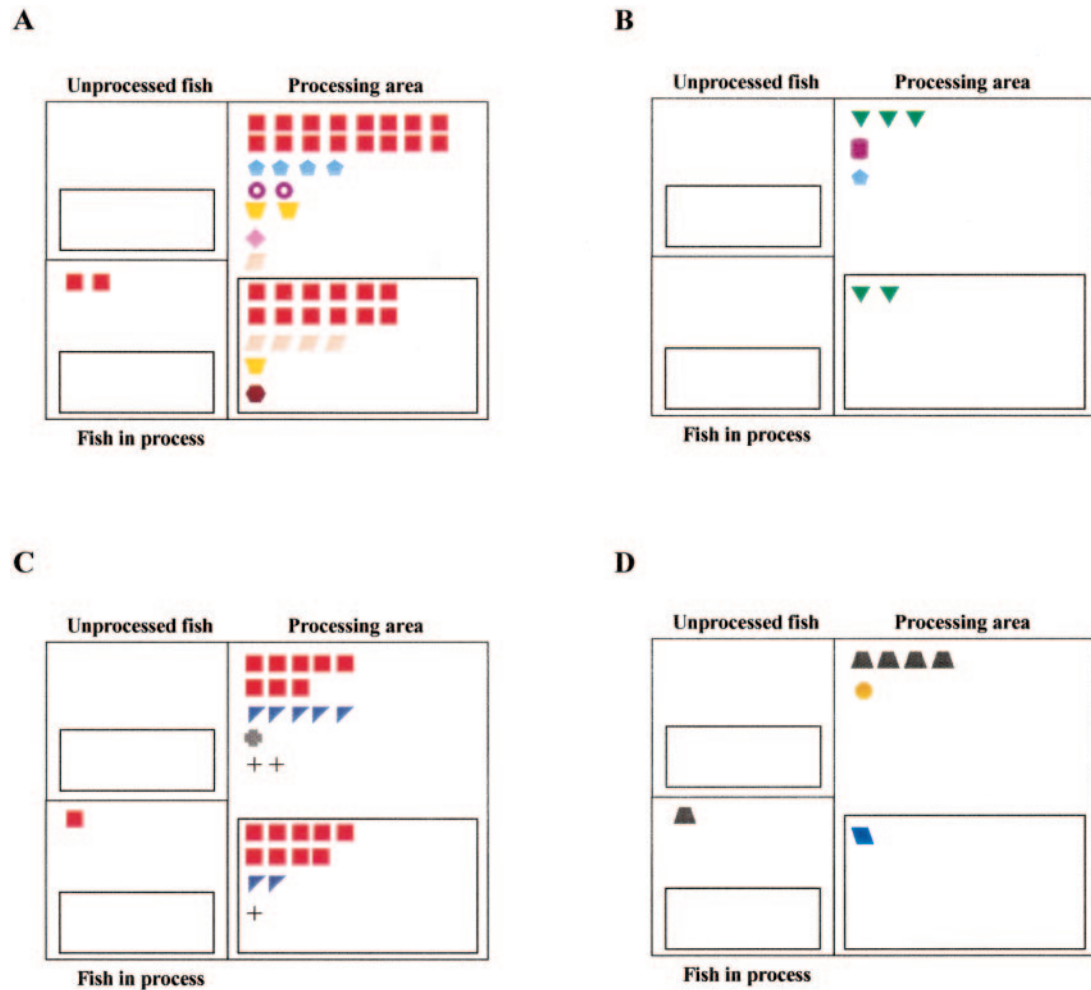 A
B
Unprocessed fish
Processing area
Unprocessed fish
Processing area
Fish in process
Fish in process
C
D
Unprocessed fish
Processing area
Unprocessed fish
Processing area
Fish in process
Fish in process